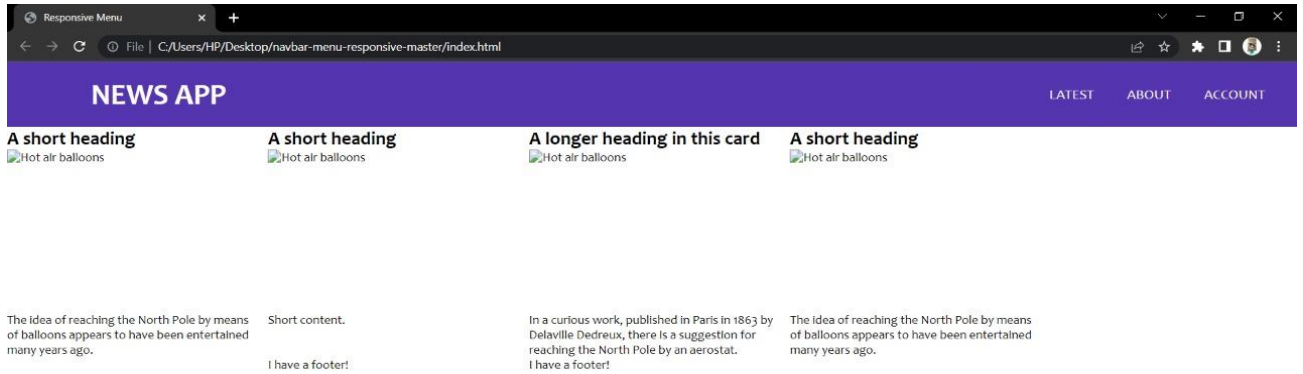 Responsive Menu
File | C:/Users/HP/Desktop/navbar-menu-responsive-master/index.html
NEWS APP
LATEST ABOUT ACCOUNT
A short heading
Hot air balloons
The idea of reaching the North Pole by means
of balloons appears to have been entertained
many years ago.
A short heading
Hot air balloons
Short content.
I have a footer!
A longer heading in this card
Hot air balloons
In a curious work, published in Paris in 1863 by
Delaville Dedreux, there is a suggestion for
reaching the North Pole by an aerostat.
I have a footer!
A short heading
Hot air balloons
The idea of reaching the North Pole by means
of balloons appears to have been entertained
many years ago.